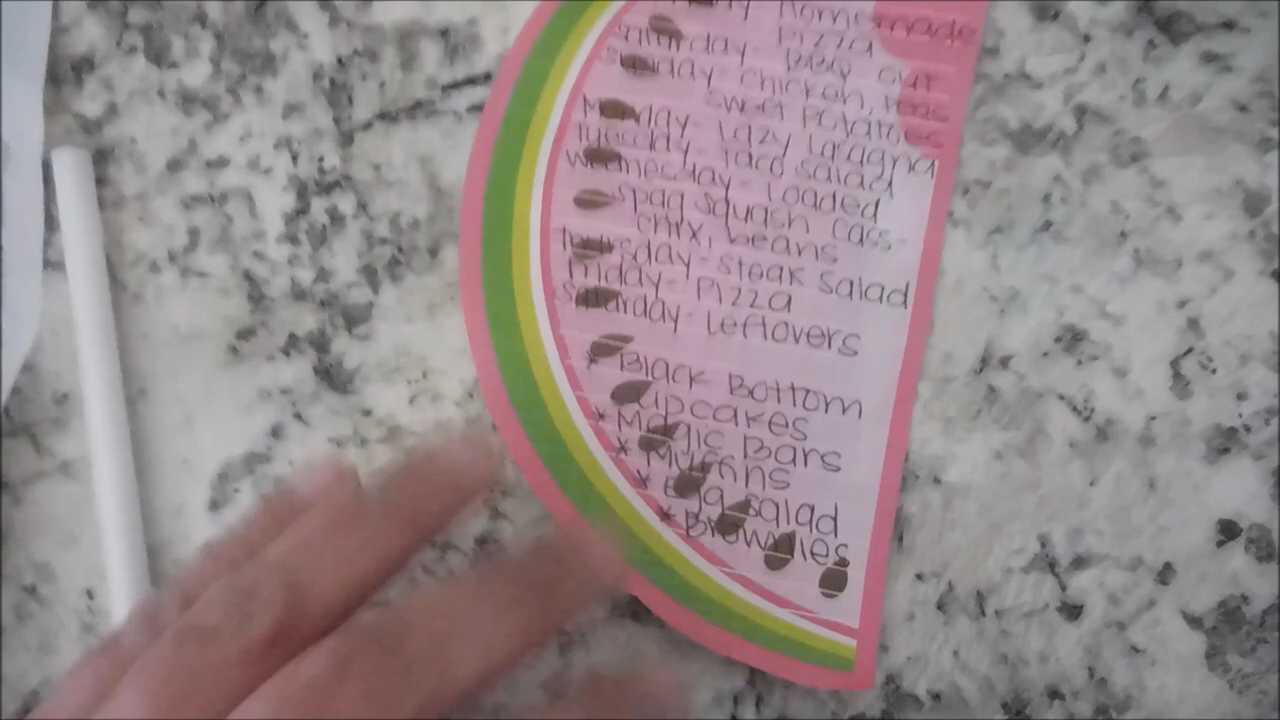 Homemade
Pizza
Saturday- BBQ out
Sunday- chicken, peas
sweet potatoes
Monday- Lazy Lasagna
Tuesday- Taco salad
Wednesday- Loaded
spag squash cass-
chix, beans
Thursday- steak salad
Friday- Pizza
Saturday- Leftovers
* Black Bottom
cupcakes
* Magic Bars
* Muffins
* Egg salad
* Brownies